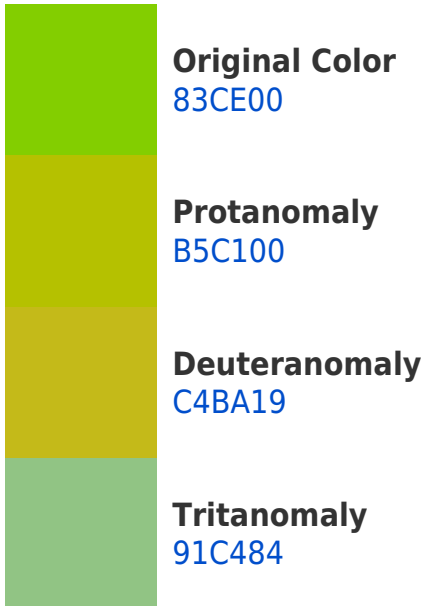 Original Color
83CE00
Protanomaly
B5C100
Deuteranomaly
C4BA19
Tritanomaly
91C484